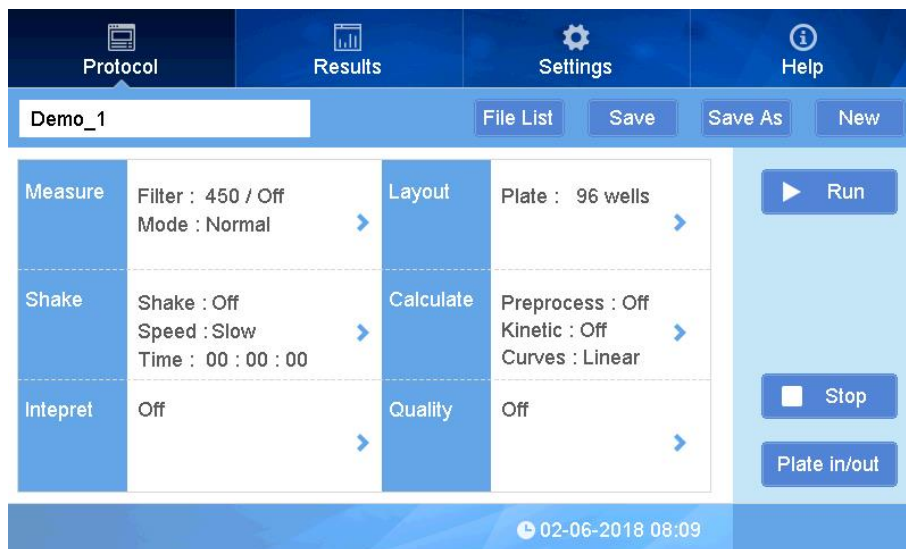 Protocol
Results
Settings
Help
Demo_1
File List
Save
Save As
New
Measure
Filter : 450 / Off
Mode : Normal
Layout
Plate : 96 wells
Run
Shake
Shake : Off
Speed : Slow
Time : 00 : 00 : 00
Calculate
Preprocess : Off
Kinetic : Off
Curves : Linear
Intepret
Off
Quality
Off
Stop
Plate in/out
02-06-2018 08:09